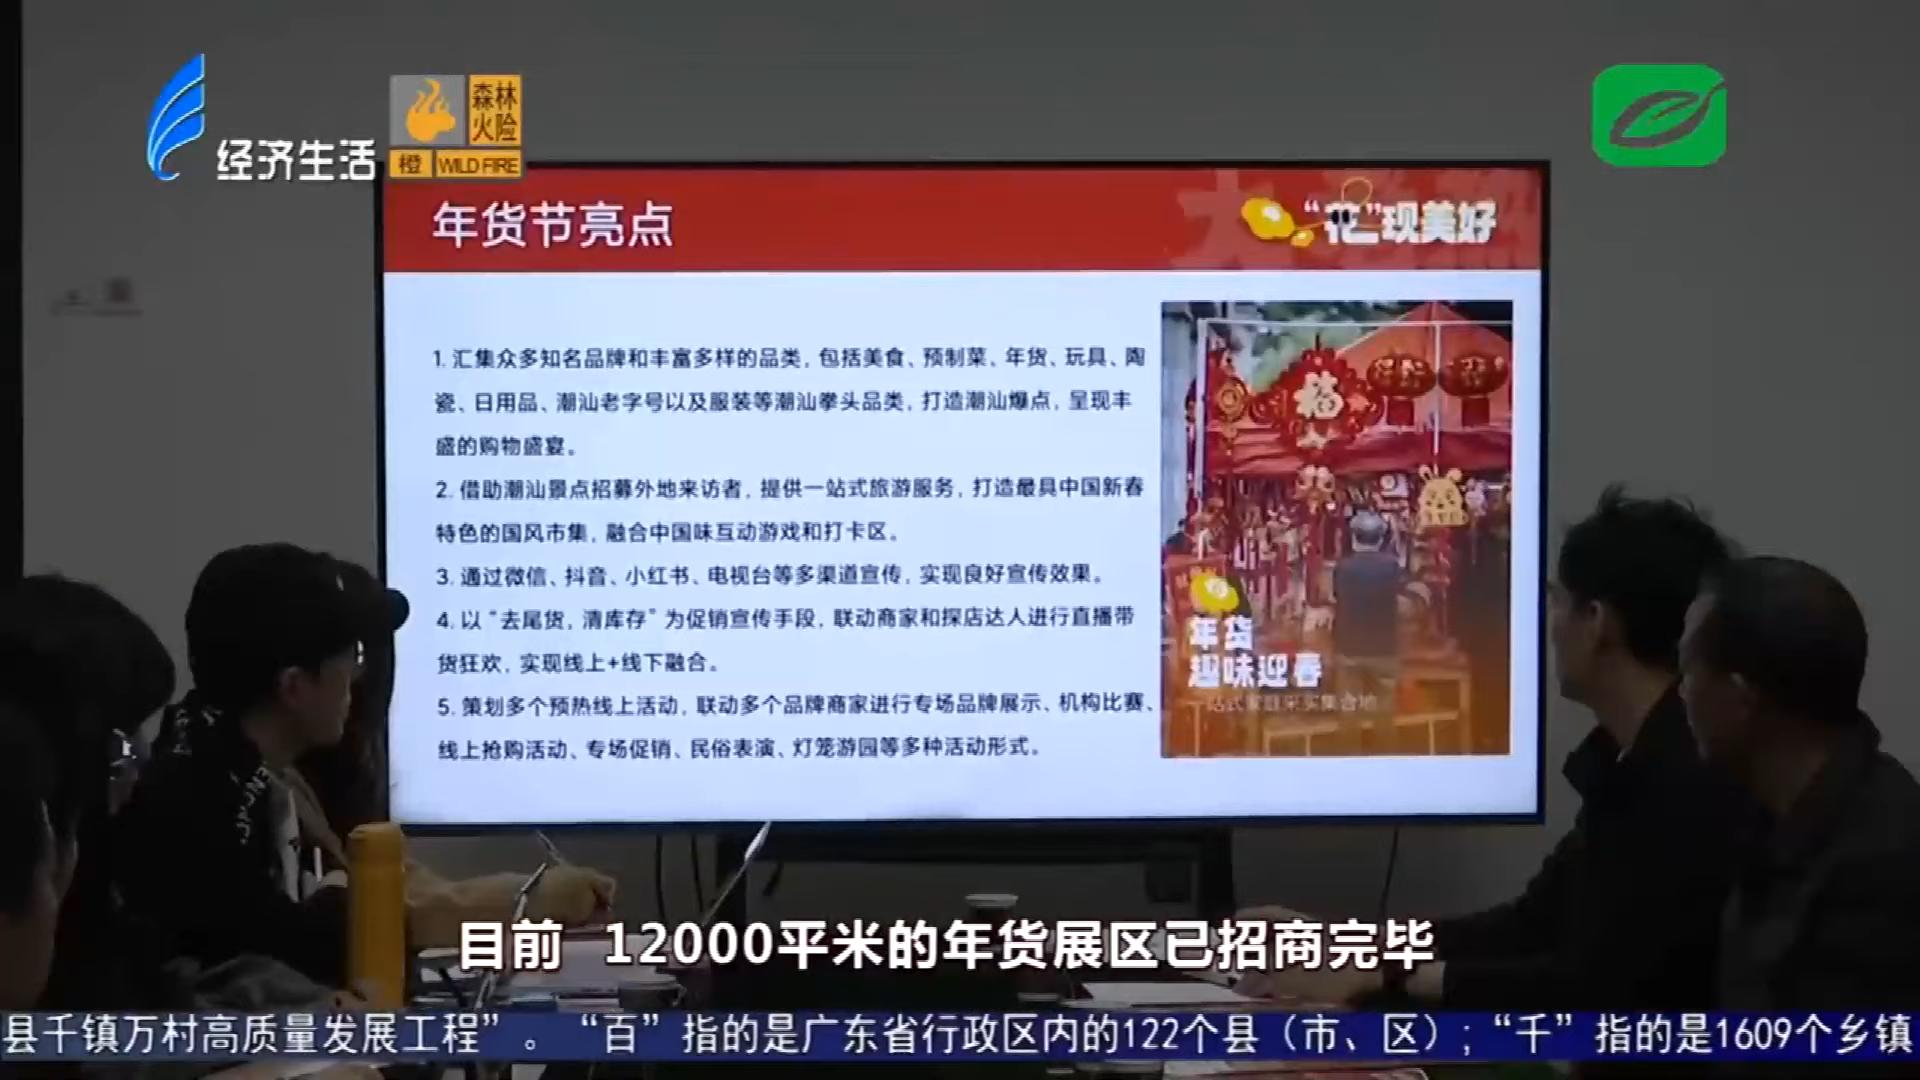 经济生活
森林
火险
橙 WILD FIRE
年货节亮点
“花”现美好
1. 汇集众多知名品牌和丰富多样的品类，包括美食、预制菜、年货、玩具、陶
瓷、日用品、潮汕老字号以及服装等潮汕拳头品类，打造潮汕爆点，呈现丰
盛的购物盛宴。
2. 借助潮汕景点招募外地来访者，提供一站式旅游服务，打造最具中国新春
特色的国风市集，融合中国味互动游戏和打卡区。
3. 通过微信、抖音、小红书、电视台等多渠道宣传，实现良好宣传效果。
4. 以“去尾货，清库存”为促销宣传手段，联动商家和探店达人进行直播带
货狂欢，实现线上+线下融合。
5. 策划多个预热线上活动，联动多个品牌商家进行专场品牌展示、机构比赛、
线上抢购活动、专场促销、民俗表演、灯笼游园等多种活动形式。
福
年货
趣味迎春
一站式家庭采买集合地
目前 12000平米的年货展区已招商完毕
县千镇万村高质量发展工程”。“百”指的是广东省行政区内的122个县（市、区）;“千”指的是1609个乡镇